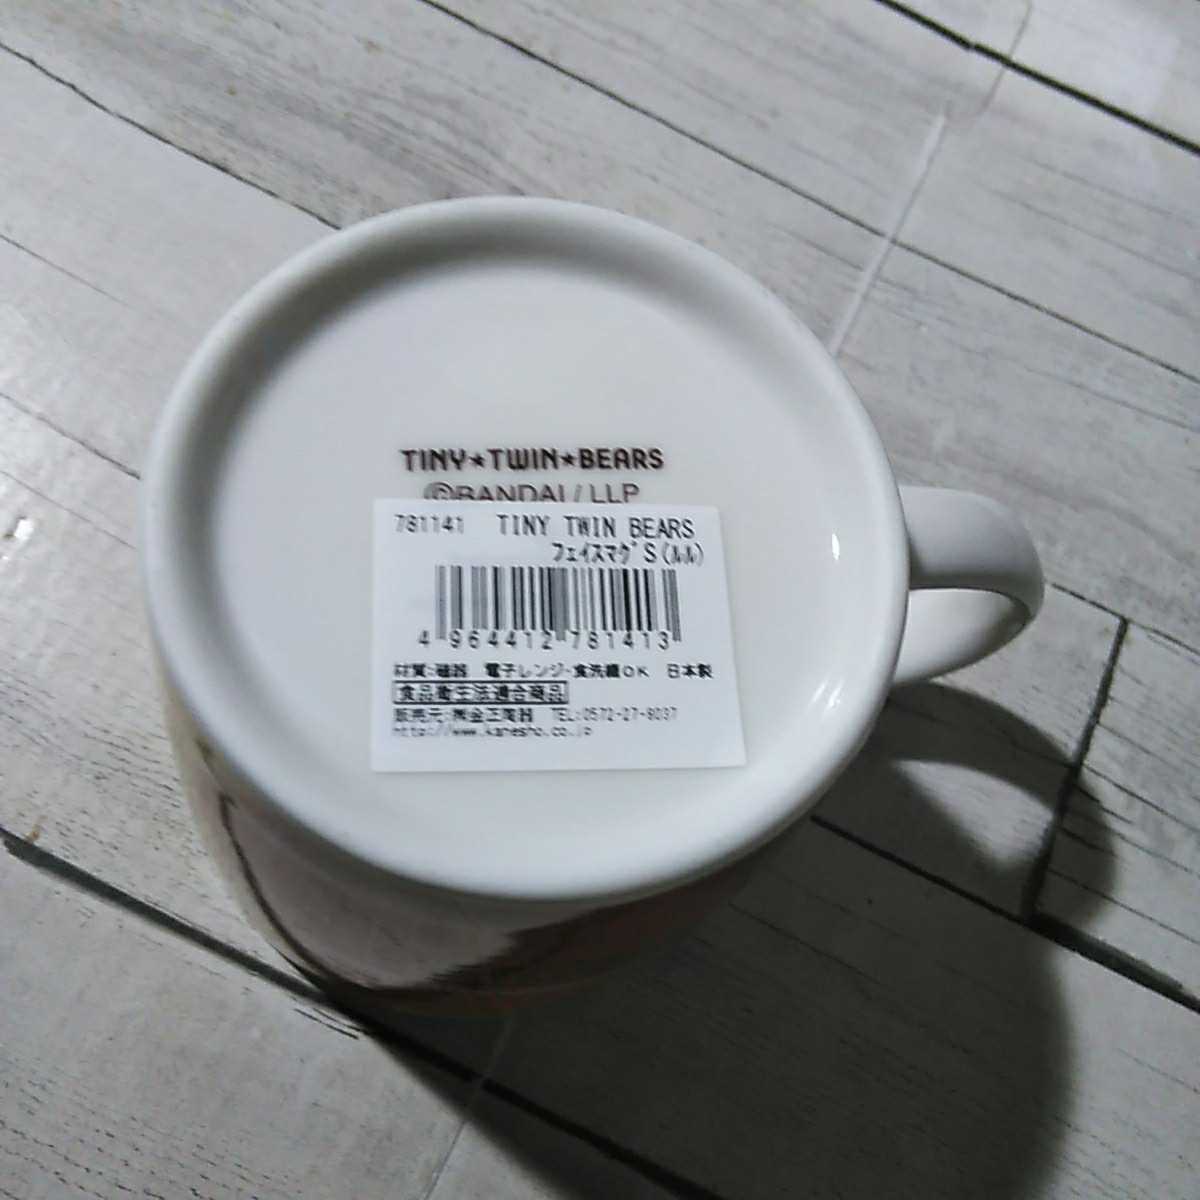 TINY★TWIN★BEARS
©BANDAI/LLP
781141 TINY TWIN BEARS
フェイスマグS(ルル)
4 964412 781413
材質:磁器 電子レンジ・食洗機OK 日本製
食品衛生法適合商品
販売元:㈱金正陶器 TEL:0572-27-8037
http://www.kanesho.co.jp